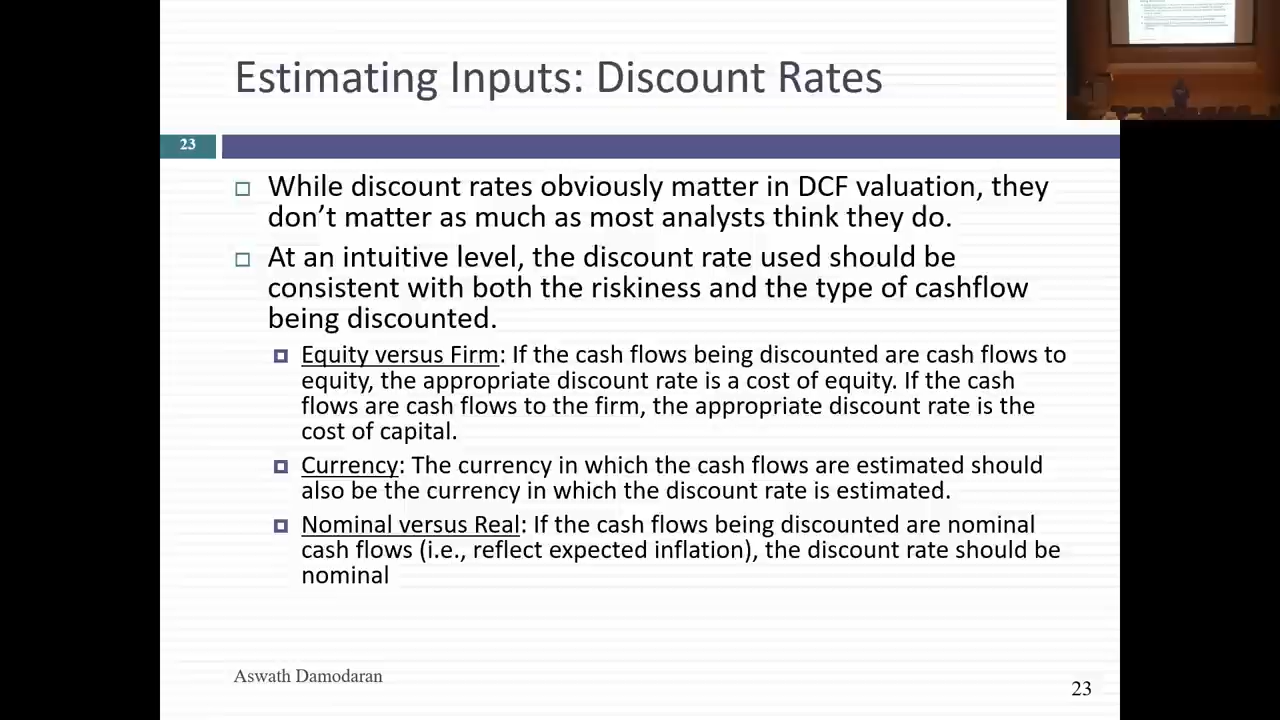 Estimating Inputs: Discount Rates
23
While discount rates obviously matter in DCF valuation, they
don’t matter as much as most analysts think they do.
At an intuitive level, the discount rate used should be
consistent with both the riskiness and the type of cashflow
being discounted.
Equity versus Firm: If the cash flows being discounted are cash flows to
equity, the appropriate discount rate is a cost of equity. If the cash
flows are cash flows to the firm, the appropriate discount rate is the
cost of capital.
Currency: The currency in which the cash flows are estimated should
also be the currency in which the discount rate is estimated.
Nominal versus Real: If the cash flows being discounted are nominal
cash flows (i.e., reflect expected inflation), the discount rate should be
nominal
Aswath Damodaran
23